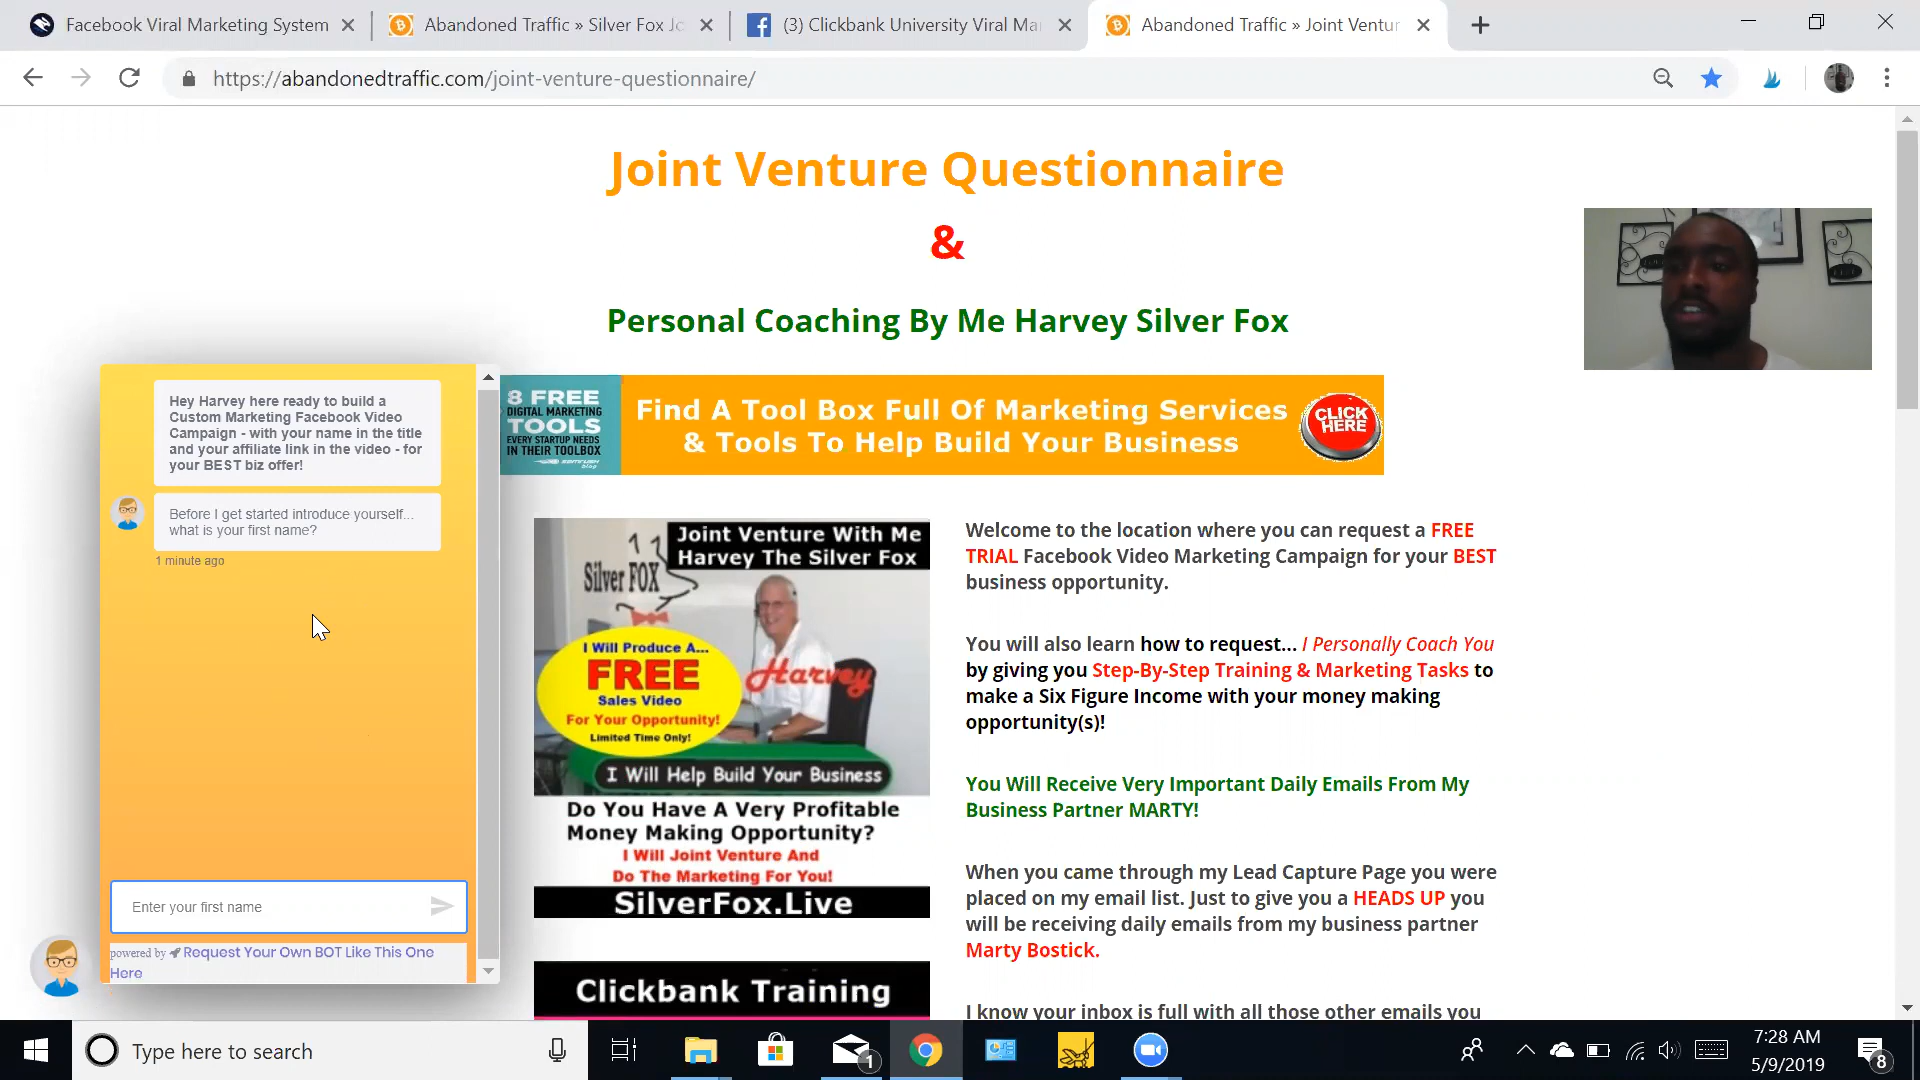 Facebook Viral Marketing System
Abandoned Traffic » Silver Fox Jo
(3) Clickbank University Viral Ma
Abandoned Traffic » Joint Ventur
https://abandonedtraffic.com/joint-venture-questionnaire/
Joint Venture Questionnaire
&
Personal Coaching By Me Harvey Silver Fox
8 FREE
DIGITAL MARKETING
TOOLS
EVERY STARTUP NEEDS
IN THEIR TOOLBOX
Find A Tool Box Full Of Marketing Services
& Tools To Help Build Your Business
CLICK
HERE
Hey Harvey here ready to build a
Custom Marketing Facebook Video
Campaign - with your name in the title
and your affiliate link in the video - for
your BEST biz offer!
Before I get started introduce yourself...
what is your first name?
1 minute ago
Enter your first name
powered by Request Your Own BOT Like This One
Here
Joint Venture With Me
Harvey The Silver Fox
Silver FOX
I Will Produce A...
FREE
Sales Video
For Your Opportunity!
Limited Time Only!
Harvey
I Will Help Build Your Business
Do You Have A Very Profitable
Money Making Opportunity?
I Will Joint Venture And
Do The Marketing For You!
SilverFox.Live
Clickbank Training
Welcome to the location where you can request a FREE
TRIAL Facebook Video Marketing Campaign for your BEST
business opportunity.
You will also learn how to request... I Personally Coach You
by giving you Step-By-Step Training & Marketing Tasks to
make a Six Figure Income with your money making
opportunity(s)!
You Will Receive Very Important Daily Emails From My
Business Partner MARTY!
When you came through my Lead Capture Page you were
placed on my email list. Just to give you a HEADS UP you
will be receiving daily emails from my business partner
Marty Bostick.
I know your inbox is full with all those other emails you
Type here to search
1
7:28 AM
5/9/2019
8